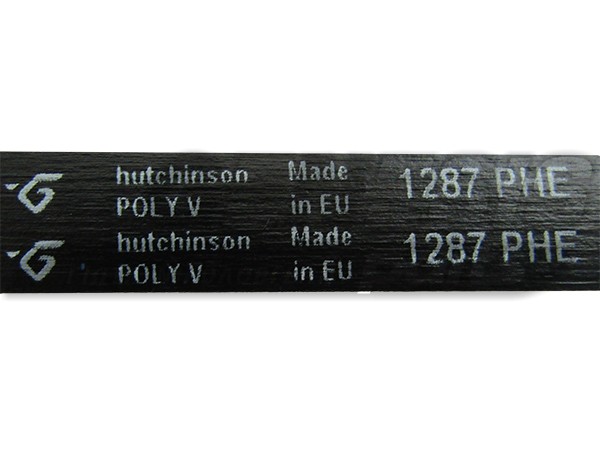 hutchinson Made 1287 PHE
POLY V in EU
hutchinson Made 1287 PHE
POLY V in EU